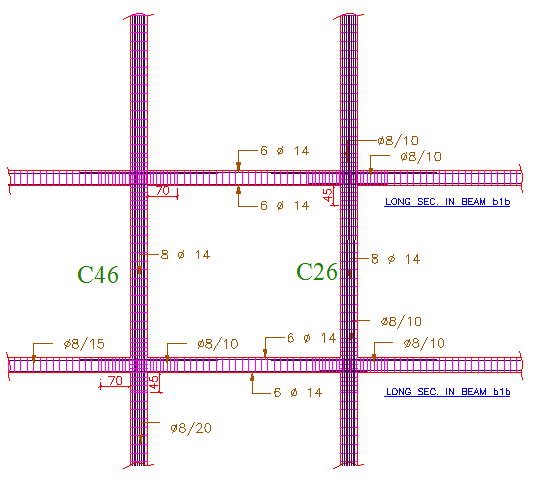 ø8/10
6 ø 14
ø8/10
70
45
6 ø 14
LONG SEC. IN BEAM b1b
8 ø 14
8 ø 14
C46
C26
ø8/10
ø8/15
ø8/10
6 ø 14
ø8/10
70
45
6 ø 14
LONG SEC. IN BEAM b1b
ø8/20